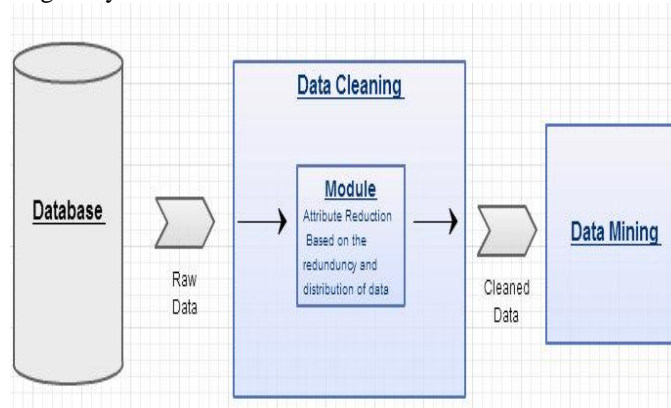 Database
Raw
Data
Data Cleaning
Module
Attribute Reduction
Based on the
redunduncy and
distribution of data
Cleaned
Data
Data Mining